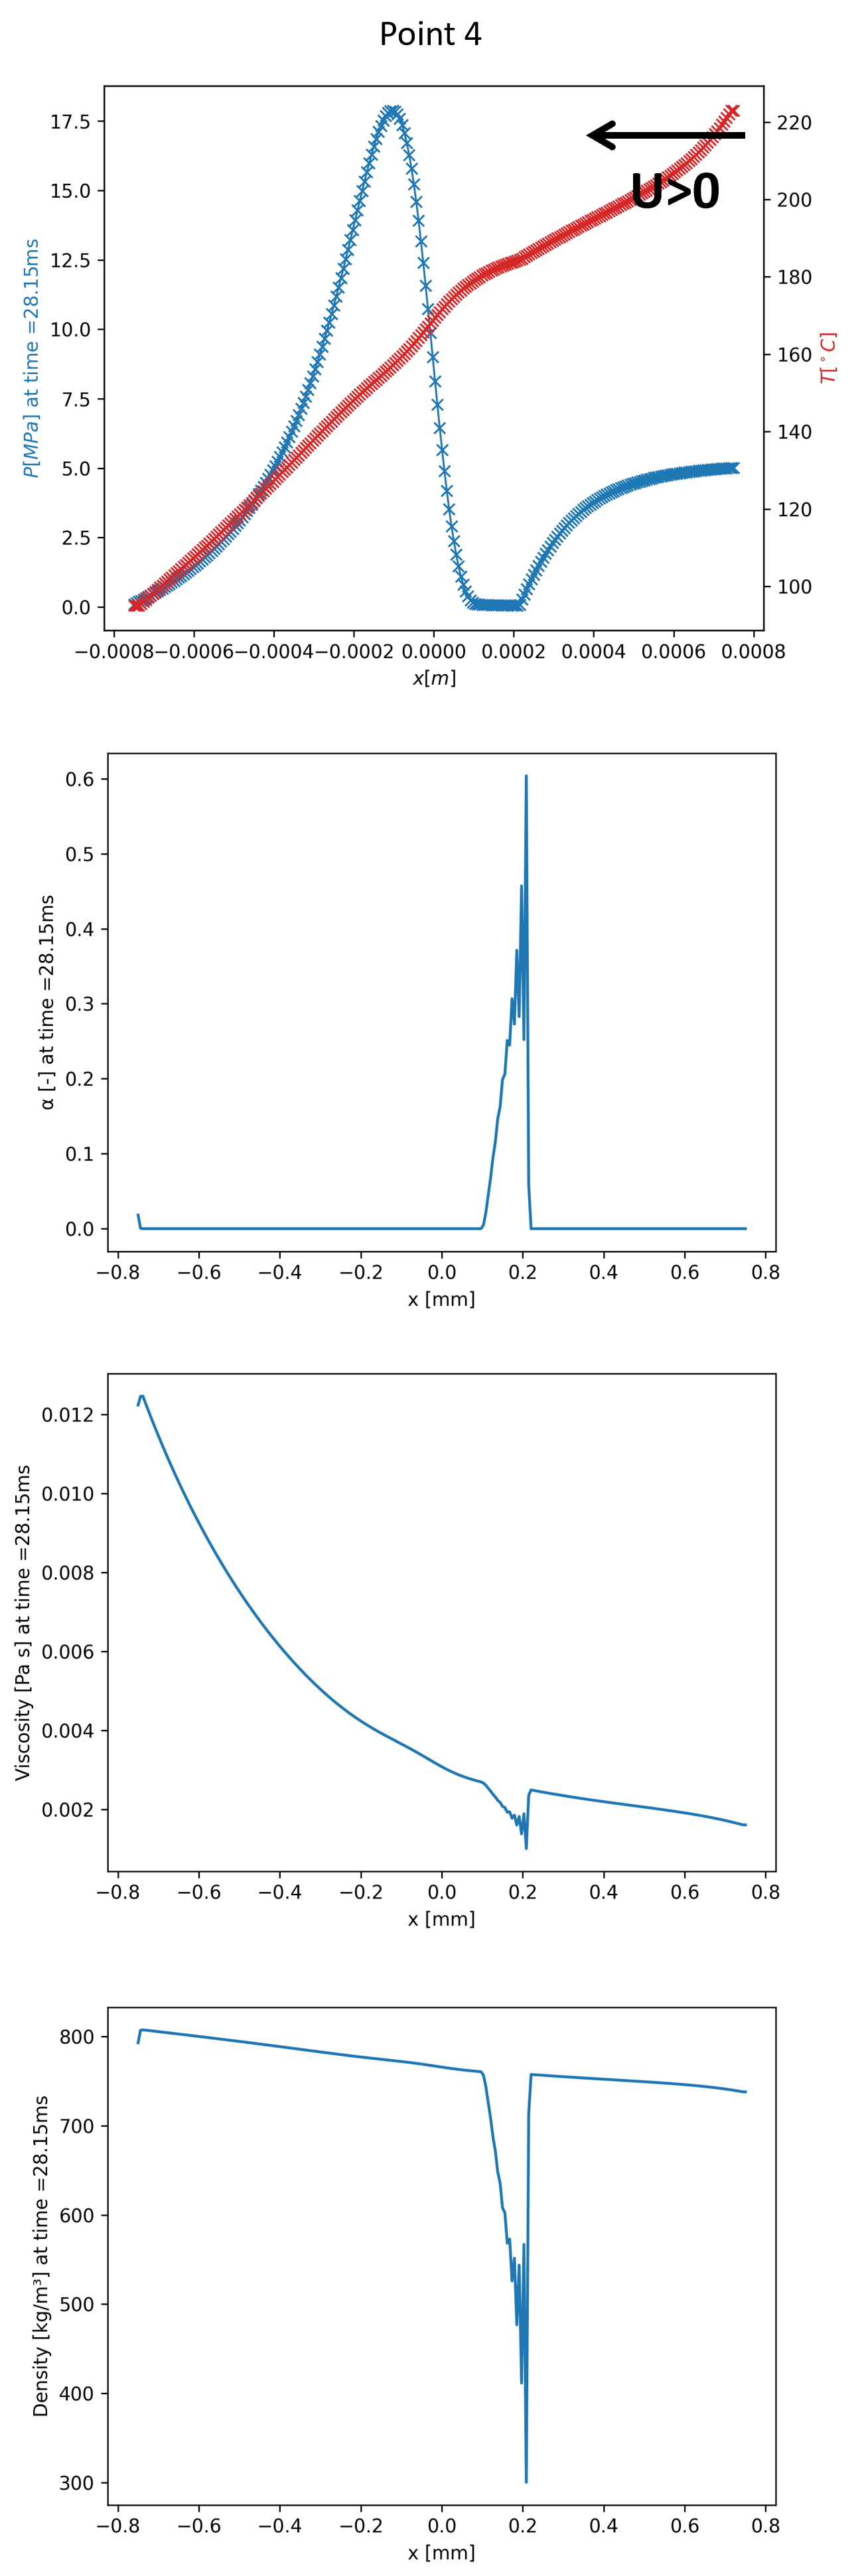 Point 4
17.5
15.0
12.5
10.0
7.5
5.0
2.5
0.0
P[MPa] at time =28.15ms
220
200
180
160
140
120
100
T[°C]
U>0
−0.0008−0.0006−0.0004−0.0002 0.0000 0.0002 0.0004 0.0006 0.0008
x[m]
0.6
0.5
0.4
0.3
0.2
0.1
0.0
α [-] at time =28.15ms
−0.8 −0.6 −0.4 −0.2 0.0 0.2 0.4 0.6 0.8
x [mm]
0.012
0.010
0.008
0.006
0.004
0.002
Viscosity [Pa s] at time =28.15ms
−0.8 −0.6 −0.4 −0.2 0.0 0.2 0.4 0.6 0.8
x [mm]
800
700
600
500
400
300
Density [kg/m³] at time =28.15ms
−0.8 −0.6 −0.4 −0.2 0.0 0.2 0.4 0.6 0.8
x [mm]